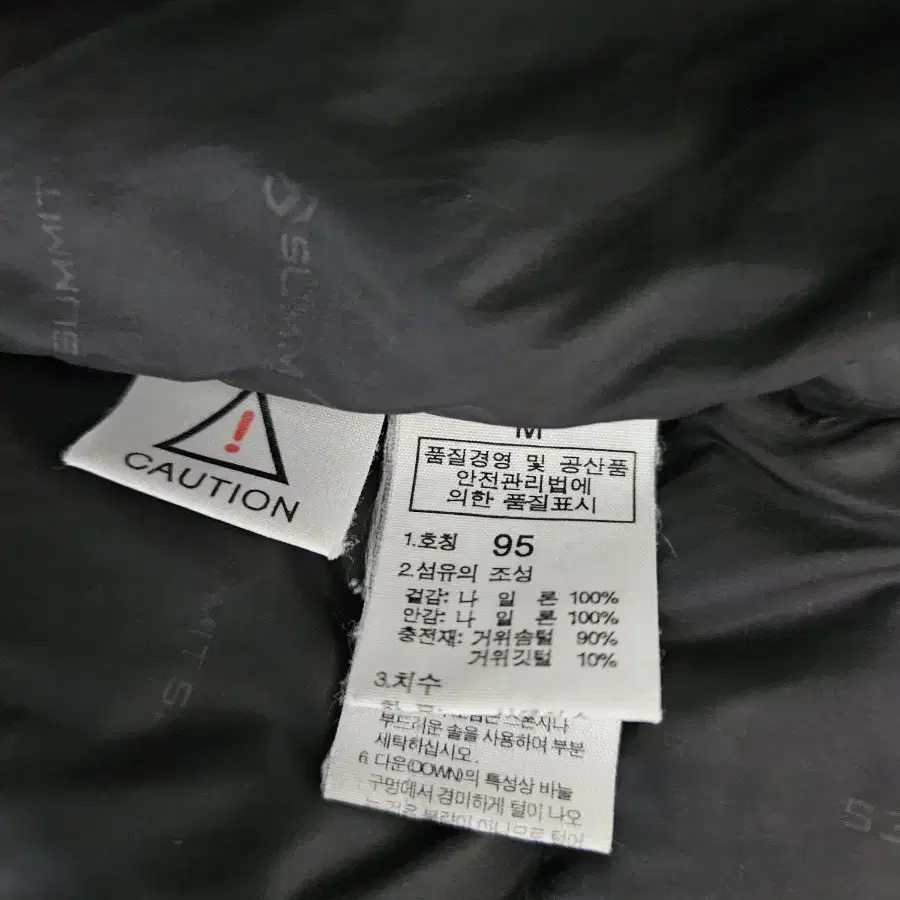 CAUTION
M
품질경영 및 공산품
안전관리법에
의한 품질표시
1.호칭 95
2.섬유의 조성
겉감: 나 일 론 100%
안감: 나 일 론 100%
충전재: 거위솜털 90%
거위깃털 10%
3.치수
부드러운 솔을 사용하여 부분
세탁하십시오.
6. 다운(DOWN)의 특성상 바늘
구멍에서 경미하게 털이 나오